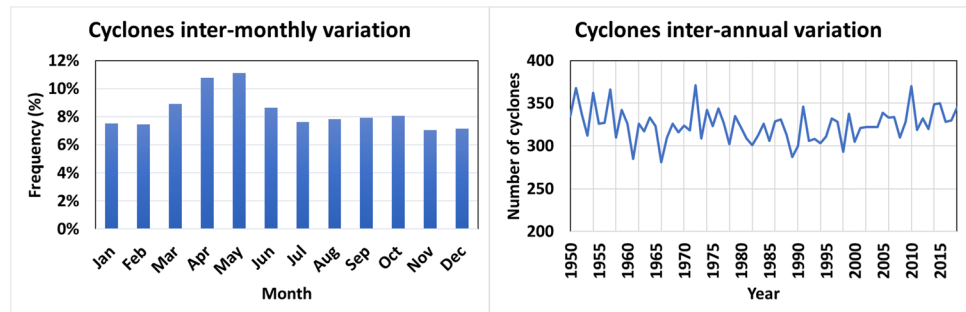 Cyclones inter-monthly variation
12%
10%
8%
6%
4%
2%
0%
Frequency (%)
Jan
Feb
Mar
Apr
May
Jun
Jul
Aug
Sep
Oct
Nov
Dec
Month
Cyclones inter-annual variation
400
350
300
250
200
Number of cyclones
1950
1955
1960
1965
1970
1975
1980
1985
1990
1995
2000
2005
2010
2015
Year